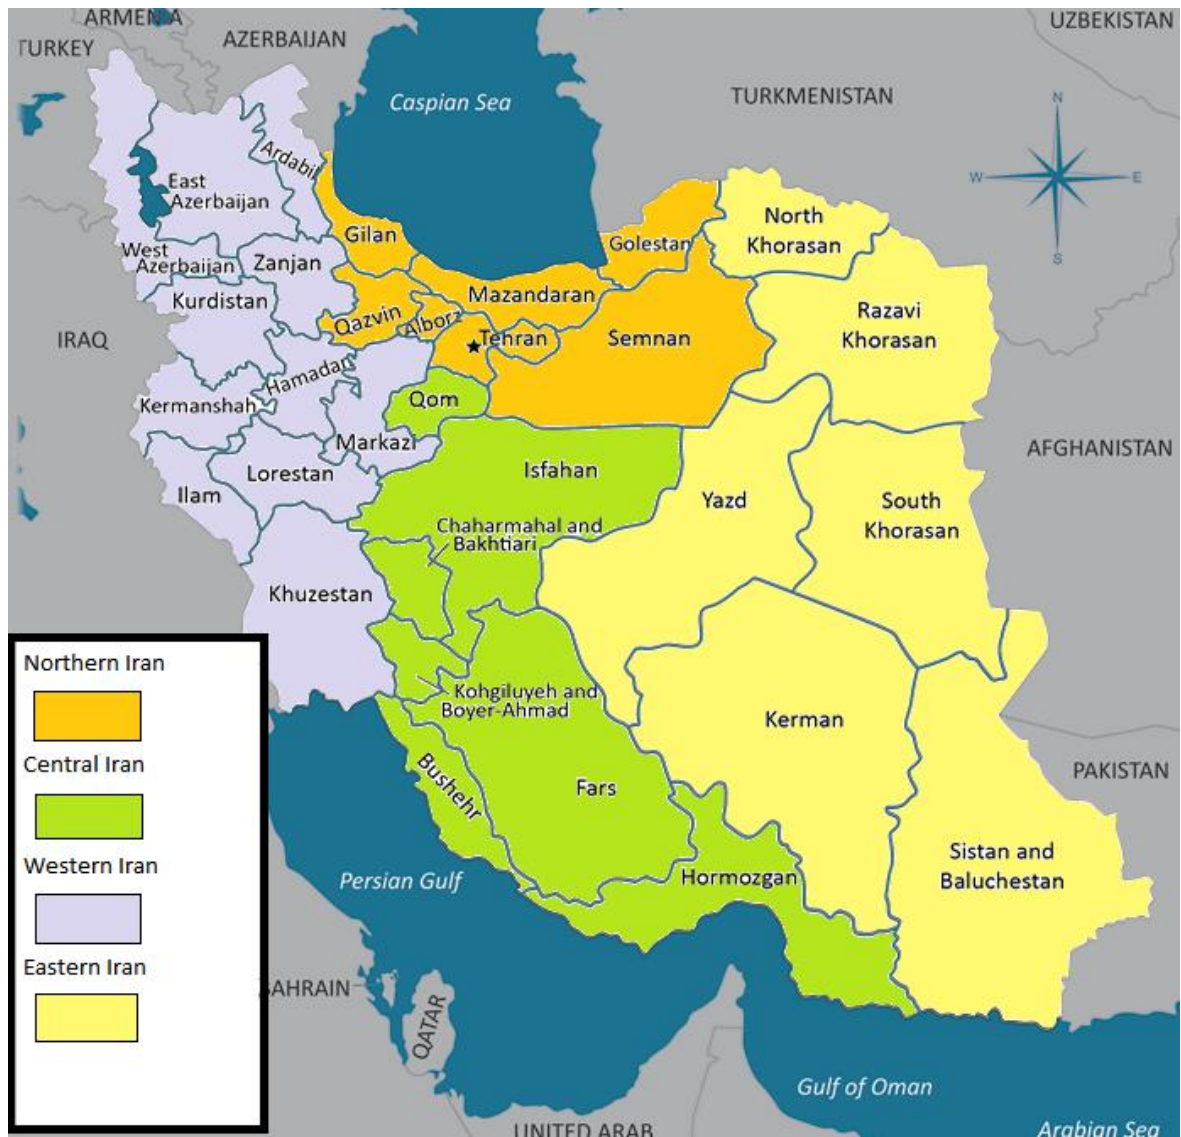 ARMEN A
UZBEKISTAN
TURKEY
AZERBAIJAN
Caspian Sea
TURKMENISTAN
N
W
E
S
Ardabil
East
Azerbaijan
Gilan
Golestan
North
Khorasan
West
Azerbaijan
Zanjan
Kurdistan
Mazandaran
Qazvin
Alborz
Tehran
Semnan
Razavi
Khorasan
IRAQ
Hamadan
Kermanshah
Qom
Markazi
AFGHANISTAN
Isfahan
Lorestan
Ilam
Yazd
South
Khorasan
Chaharmahal and
Bakhtiari
Khuzestan
Northern Iran
Central Iran
Western Iran
Eastern Iran
Kohgiluyeh and
Boyer-Ahmad
Kerman
PAKISTAN
Bushehr
Fars
Sistan and
Baluchestan
Persian Gulf
Hormozgan
BAHRAIN
QATAR
Gulf of Oman
UNITED ARAB
Arabian Sea